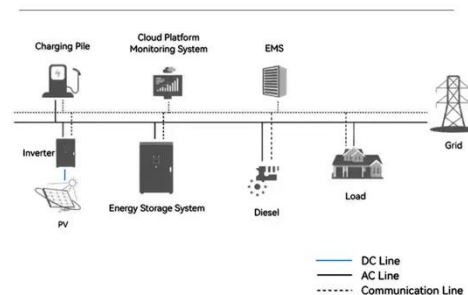 Charging Pile
Cloud Platform
Monitoring System
EMS
Grid
Inverter
PV
Energy Storage System
Diesel
Load
DC Line
AC Line
Communication Line